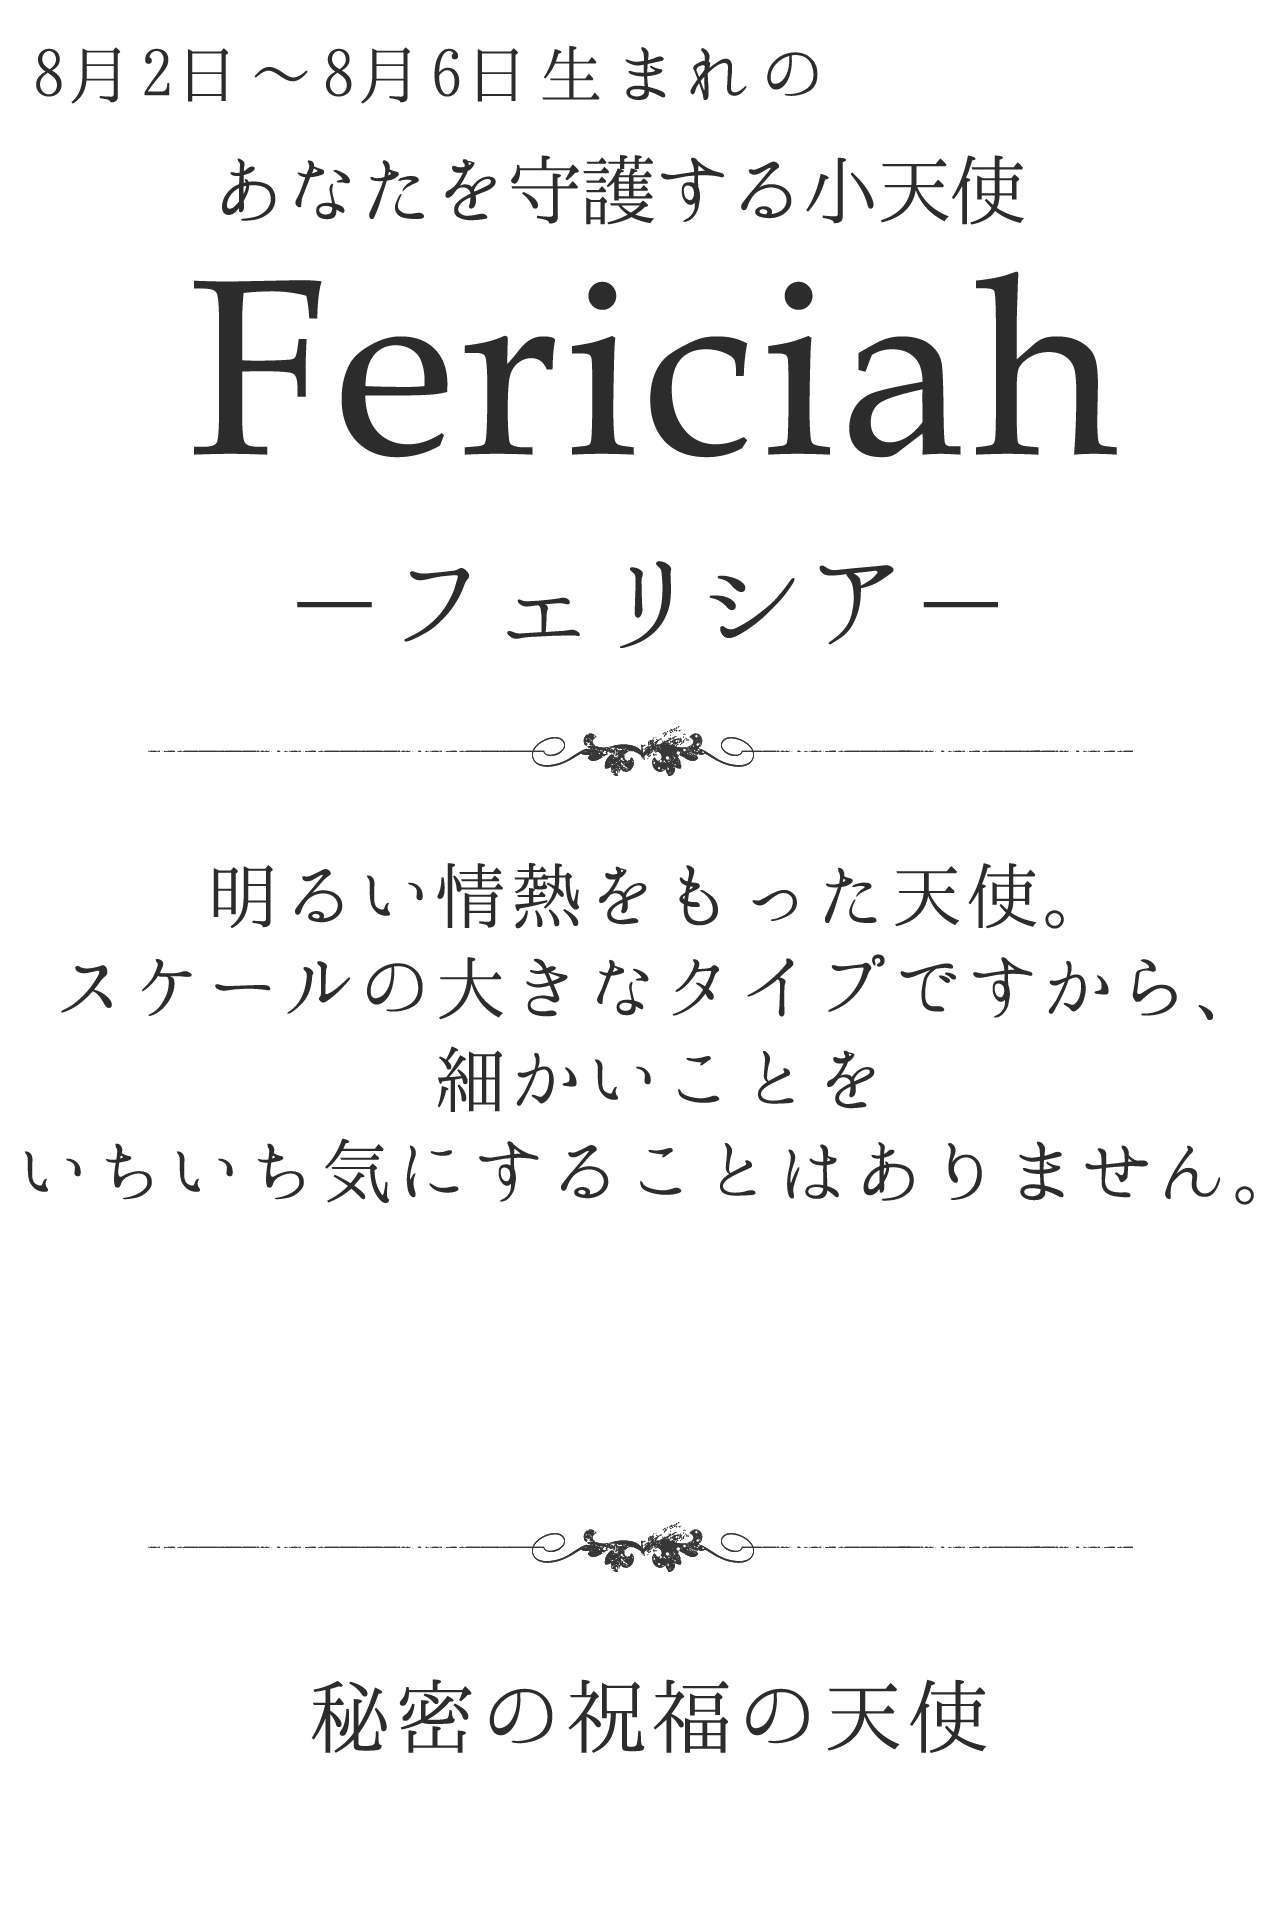 8月2日～8月6日生まれの
あなたを守護する小天使
Fericiah
―フェリシア―
明るい情熱をもった天使。
スケールの大きなタイプですから、
細かいことを
いちいち気にすることはありません。
秘密の祝福の天使